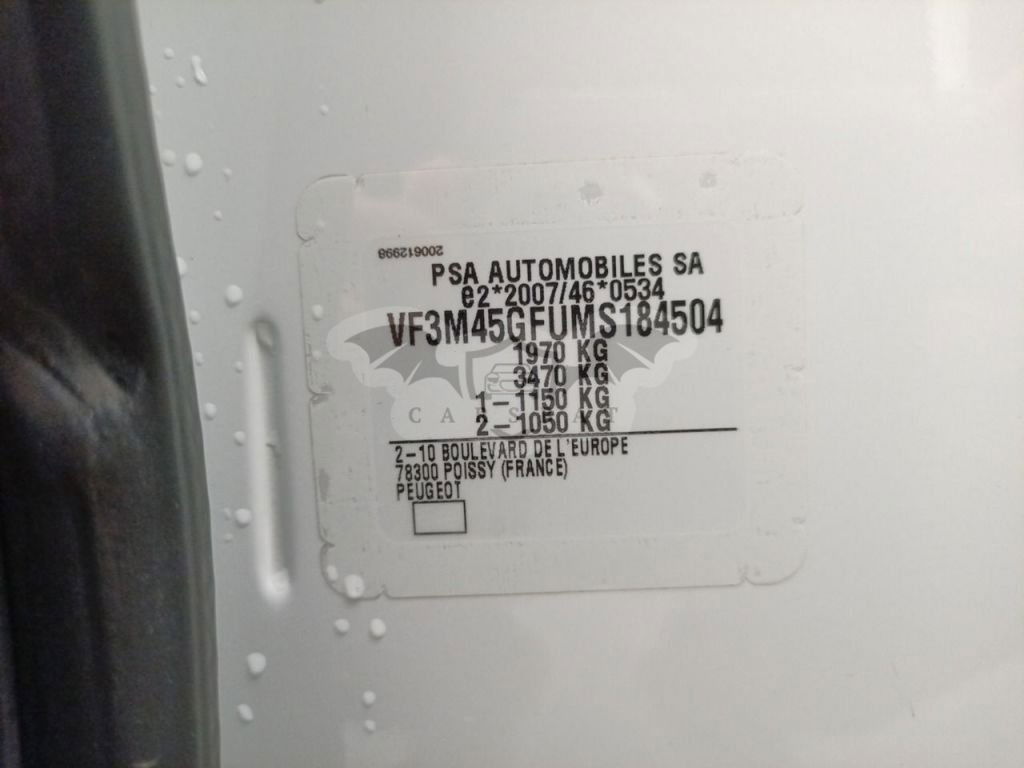 200612998
PSA AUTOMOBILES SA
e2*2007/46*0534
VF3M45GFUMS184504
1970 KG
3470 KG
1-1150 KG
2-1050 KG
2-10 BOULEVARD DE L'EUROPE
78300 POISSY (FRANCE)
PEUGEOT